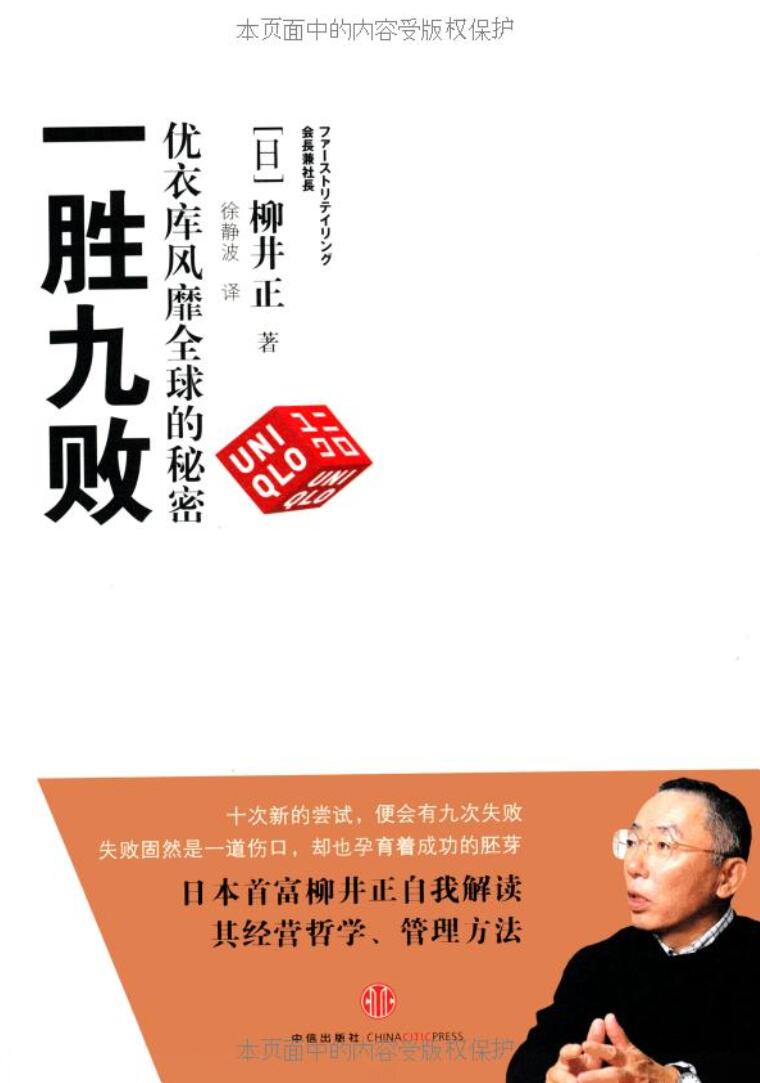 本页面中的内容受版权保护
一胜九败
优衣库风靡全球的秘密
[日]柳井正 著
徐静波 译
ファーストリテイリング
会長兼社長
UNI
QLO
ユニ
クロ
UNI
QLO
十次新的尝试，便会有九次失败
失败固然是一道伤口，却也孕育着成功的胚芽
日本首富柳井正自我解读
其经营哲学、管理方法
中信出版社 CHINACITICPRESS
本页面中的内容受版权保护